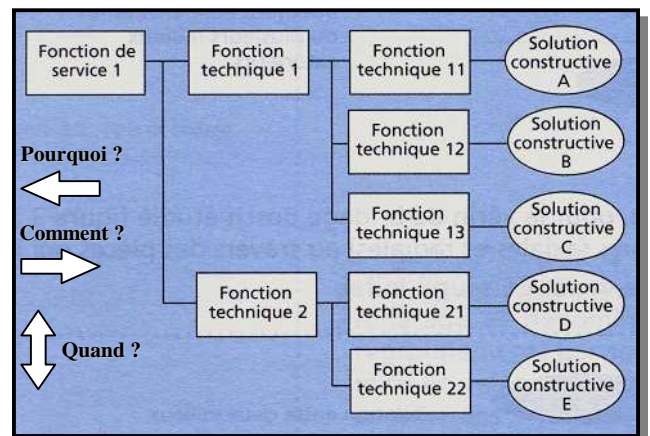 Fonction de
service 1
Fonction
technique 1
Fonction
technique 11
Solution
constructive
A
Fonction
technique 12
Solution
constructive
B
Pourquoi ?
Comment ?
Fonction
technique 13
Solution
constructive
C
Fonction
technique 2
Fonction
technique 21
Solution
constructive
D
Quand ?
Fonction
technique 22
Solution
constructive
E